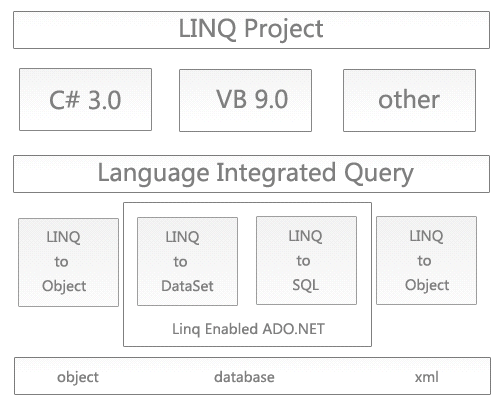 LINQ Project
C# 3.0
VB 9.0
other
Language Integrated Query
LINQ
to
Object
LINQ
to
DataSet
LINQ
to
SQL
LINQ
to
Object
Linq Enabled ADO.NET
object
database
xml